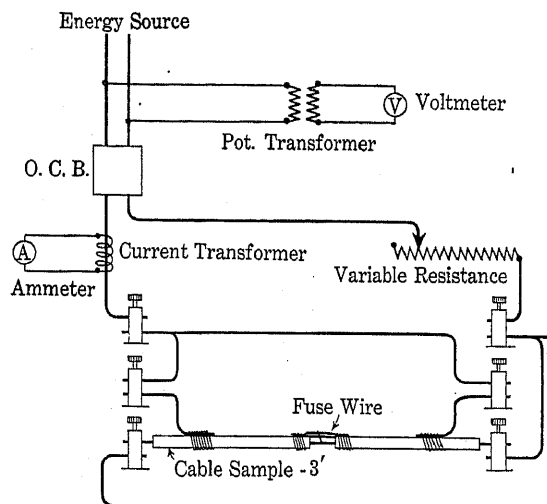 Energy Source
V
Voltmeter
Pot. Transformer
O. C. B.
A
Current Transformer
Ammeter
Variable Resistance
Fuse Wire
Cable Sample - 3'